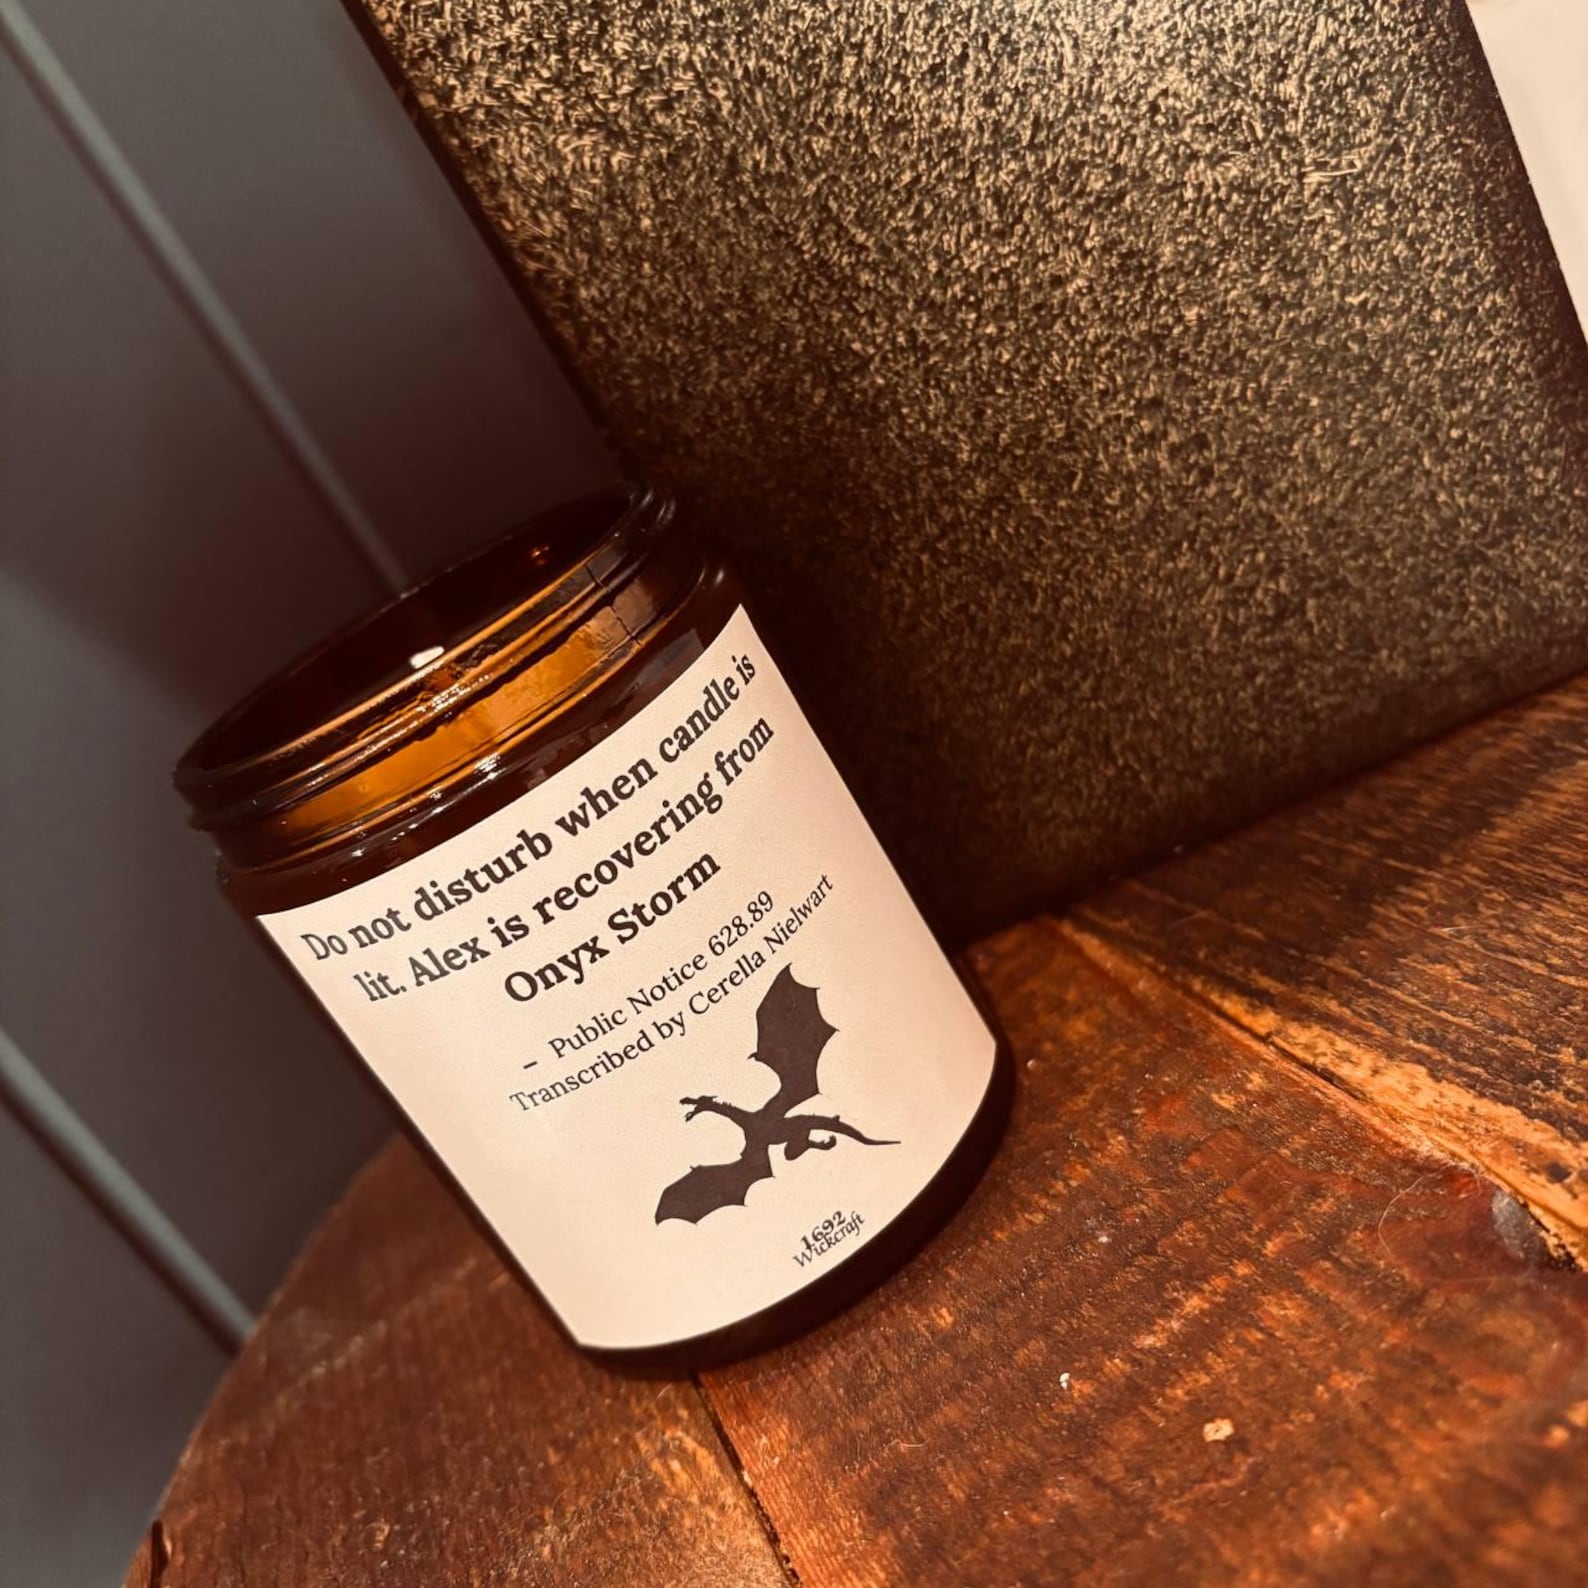 Do not disturb when candle is
lit. Alex is recovering from
Onyx Storm
– Public Notice 628.89
Transcribed by Cerella Nielwart
1692
Wickcraft